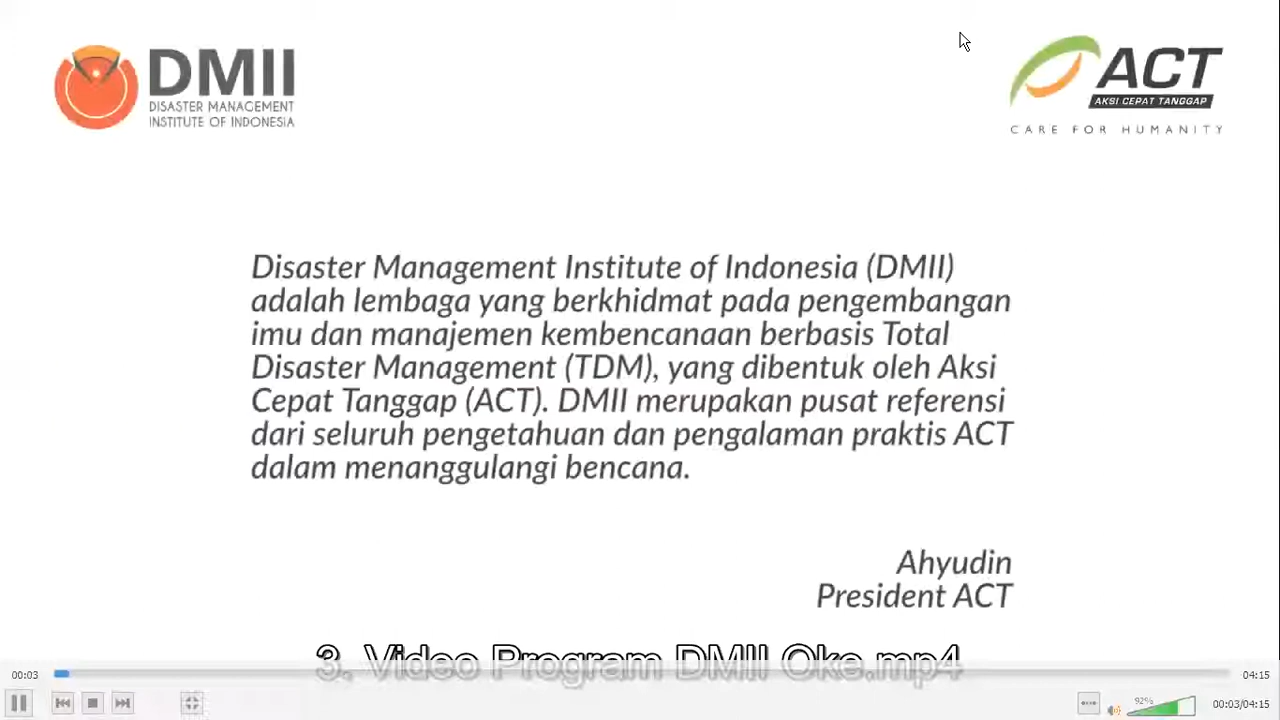 DMII
DISASTER MANAGEMENT
INSTITUTE OF INDONESIA
ACT
AKSI CEPAT TANGGAP
CARE FOR HUMANITY
Disaster Management Institute of Indonesia (DMII)
adalah lembaga yang berkhidmat pada pengembangan
imu dan manajemen kembencanaan berbasis Total
Disaster Management (TDM), yang dibentuk oleh Aksi
Cepat Tanggap (ACT). DMII merupakan pusat referensi
dari seluruh pengetahuan dan pengalaman praktis ACT
dalam menanggulangi bencana.
Ahyudin
President ACT
3. Video Program DMII Oke.mp4
00:03
04:15
92%
00:03/04:15